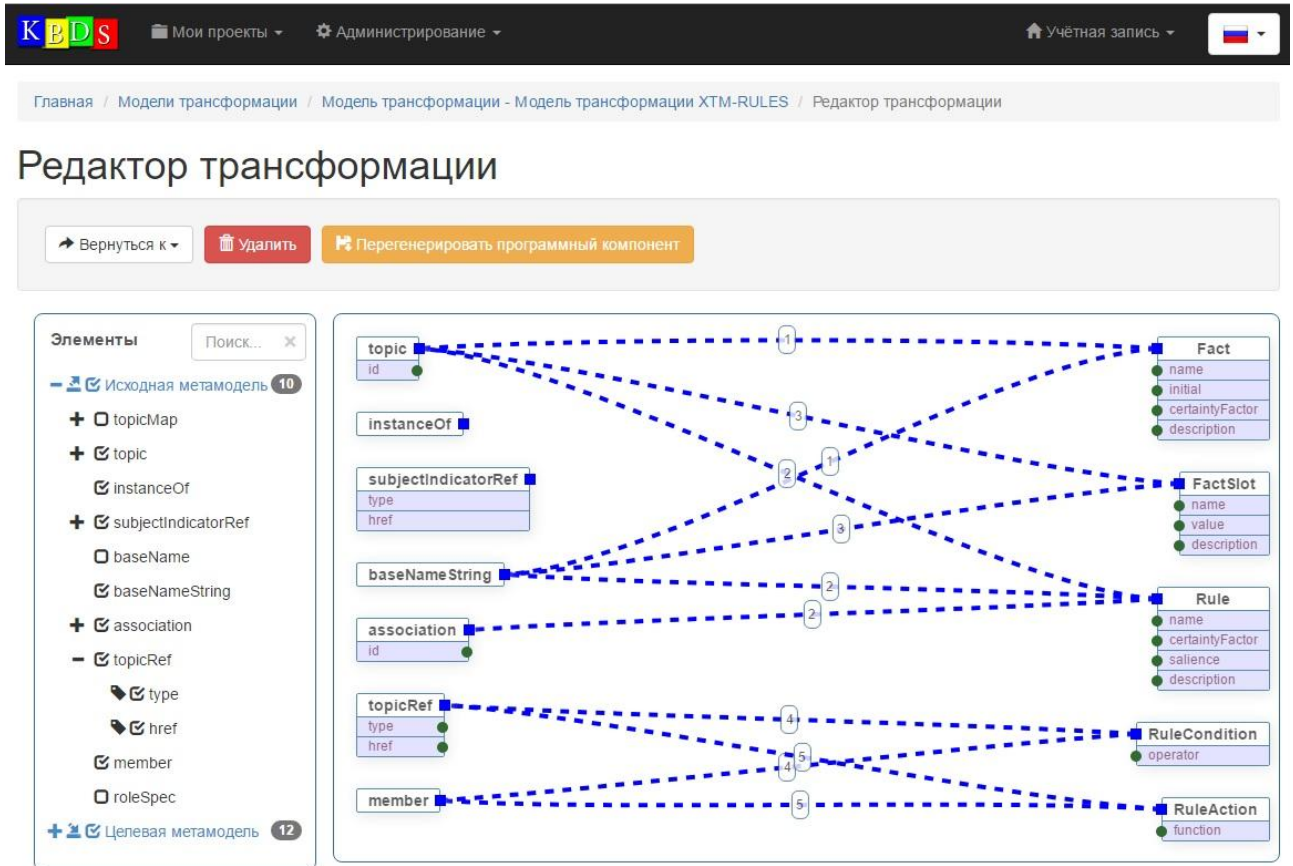 KBDS Мои проекты Администрирование Учётная запись
Главная / Модели трансформации / Модель трансформации - Модель трансформации XTM-RULES / Редактор трансформации
Редактор трансформации
Вернуться к Удалить Перегенерировать программный компонент
Элементы Поиск...
Исходная метамодель 10
topicMap
topic
instanceOf
subjectIndicatorRef
baseName
baseNameString
association
topicRef
type
href
member
roleSpec
Целевая метамодель 12
topic
id
instanceOf
subjectIndicatorRef
type
href
baseNameString
association
id
topicRef
type
href
member
1
3
2
1
3
2
2
4
5
4
5
Fact
name
initial
certaintyFactor
description
FactSlot
name
value
description
Rule
name
certaintyFactor
salience
description
RuleCondition
operator
RuleAction
function